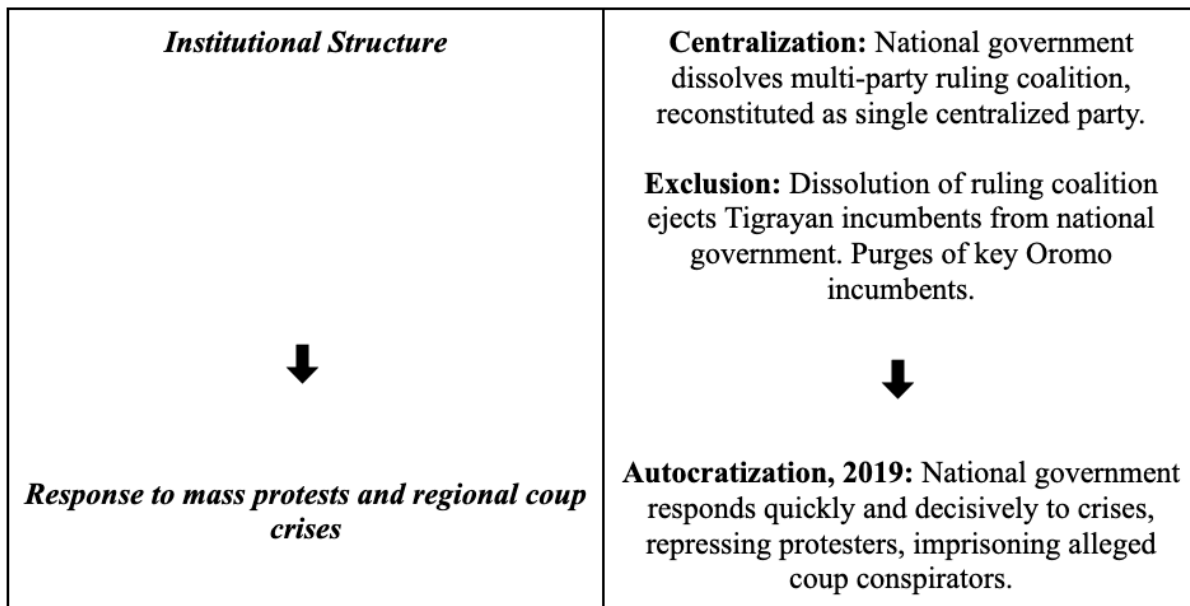 Institutional Structure
Response to mass protests and regional coup
crises
Centralization: National government
dissolves multi-party ruling coalition,
reconstituted as single centralized party.
Exclusion: Dissolution of ruling coalition
ejects Tigrayan incumbents from national
government. Purges of key Oromo
incumbents.
Autocratization, 2019: National government
responds quickly and decisively to crises,
repressing protesters, imprisoning alleged
coup conspirators.